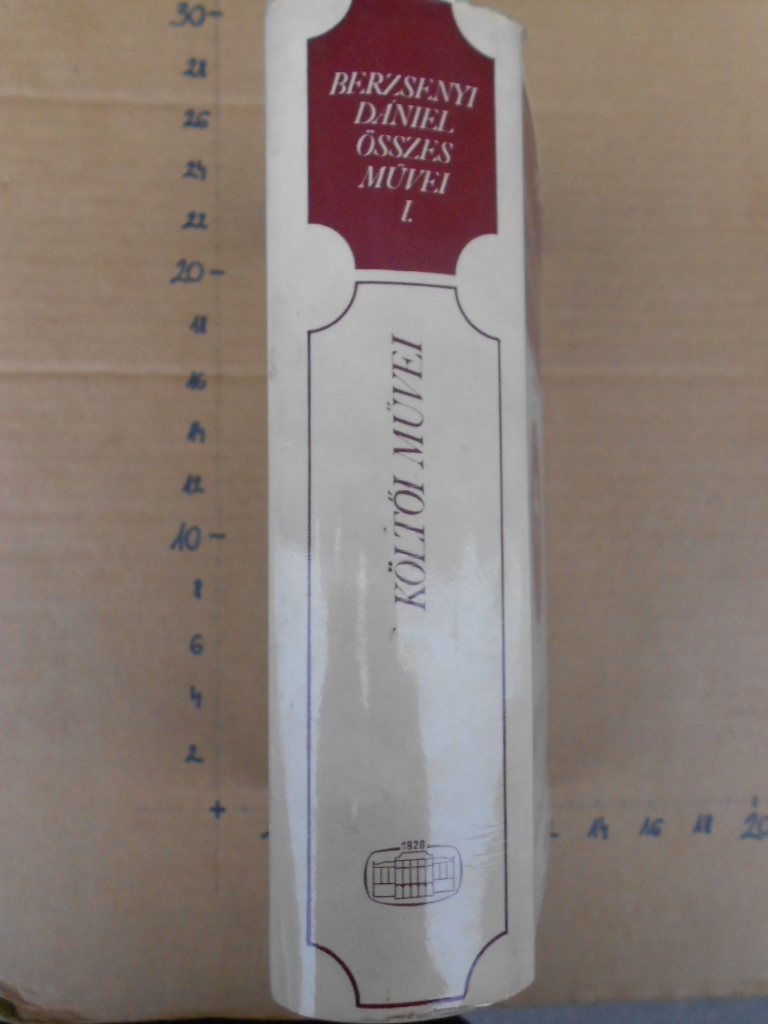 BERZSENYI
DÁNIEL
ÖSSZES
MŰVEI
I.
KÖLTŐI MŰVEI
1828
30
28
26
24
22
20
18
16
14
12
10
8
6
4
2
14 16 18 20